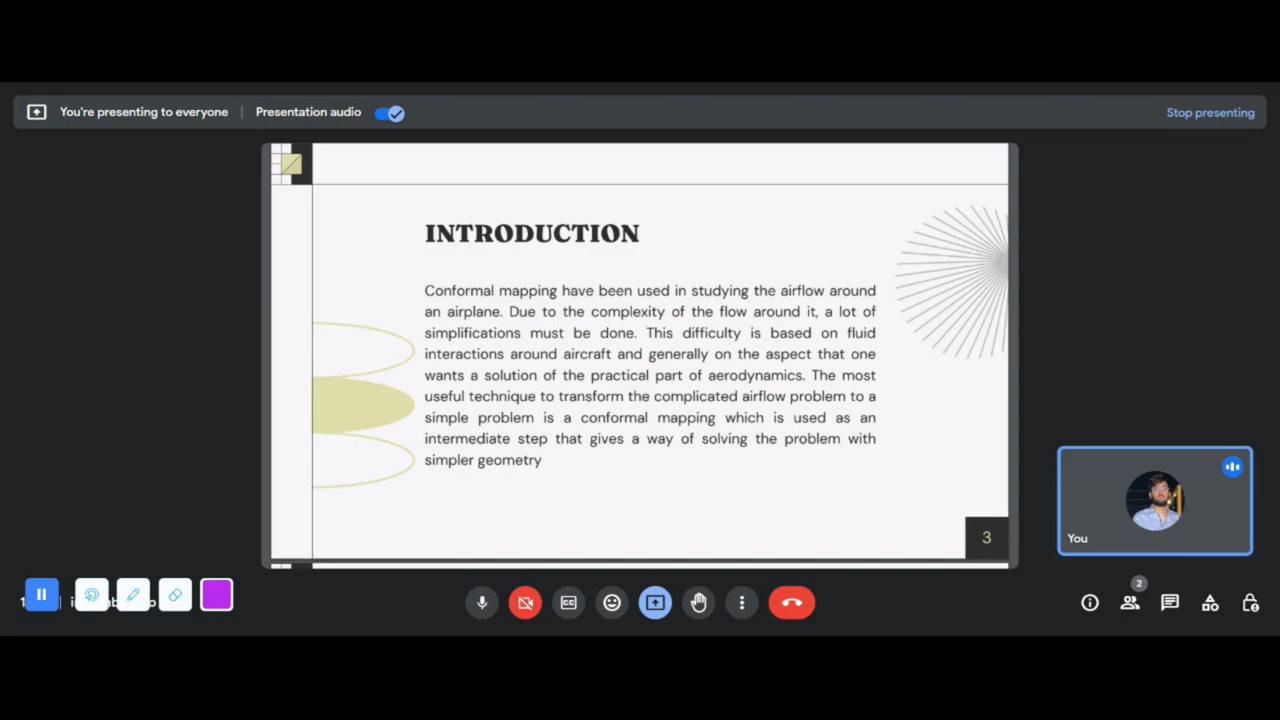 You're presenting to everyone
Presentation audio
Stop presenting
INTRODUCTION
Conformal mapping have been used in studying the airflow around
an airplane. Due to the complexity of the flow around it, a lot of
simplifications must be done. This difficulty is based on fluid
interactions around aircraft and generally on the aspect that one
wants a solution of the practical part of aerodynamics. The most
useful technique to transform the complicated airflow problem to a
simple problem is a conformal mapping which is used as an
intermediate step that gives a way of solving the problem with
simpler geometry
3
You
2